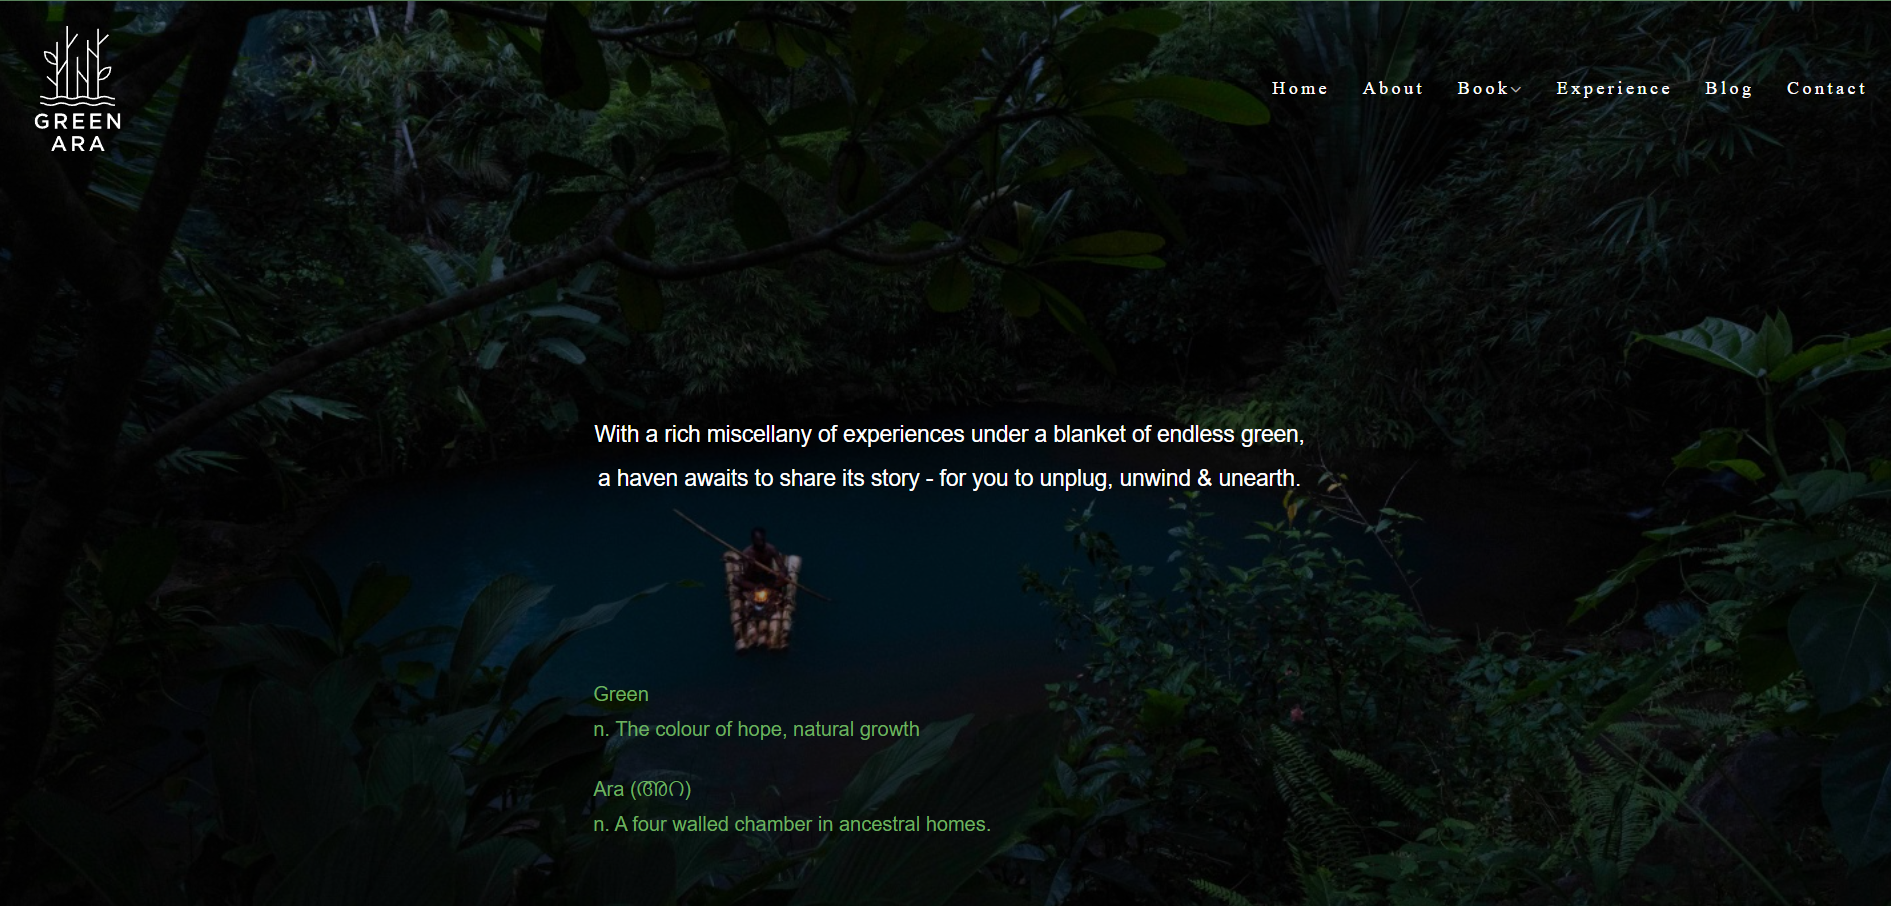 GREEN
ARA
Home About Book Experience Blog Contact
With a rich miscellany of experiences under a blanket of endless green,
a haven awaits to share its story - for you to unplug, unwind & unearth.
Green
n. The colour of hope, natural growth
Ara (അറ)
n. A four walled chamber in ancestral homes.